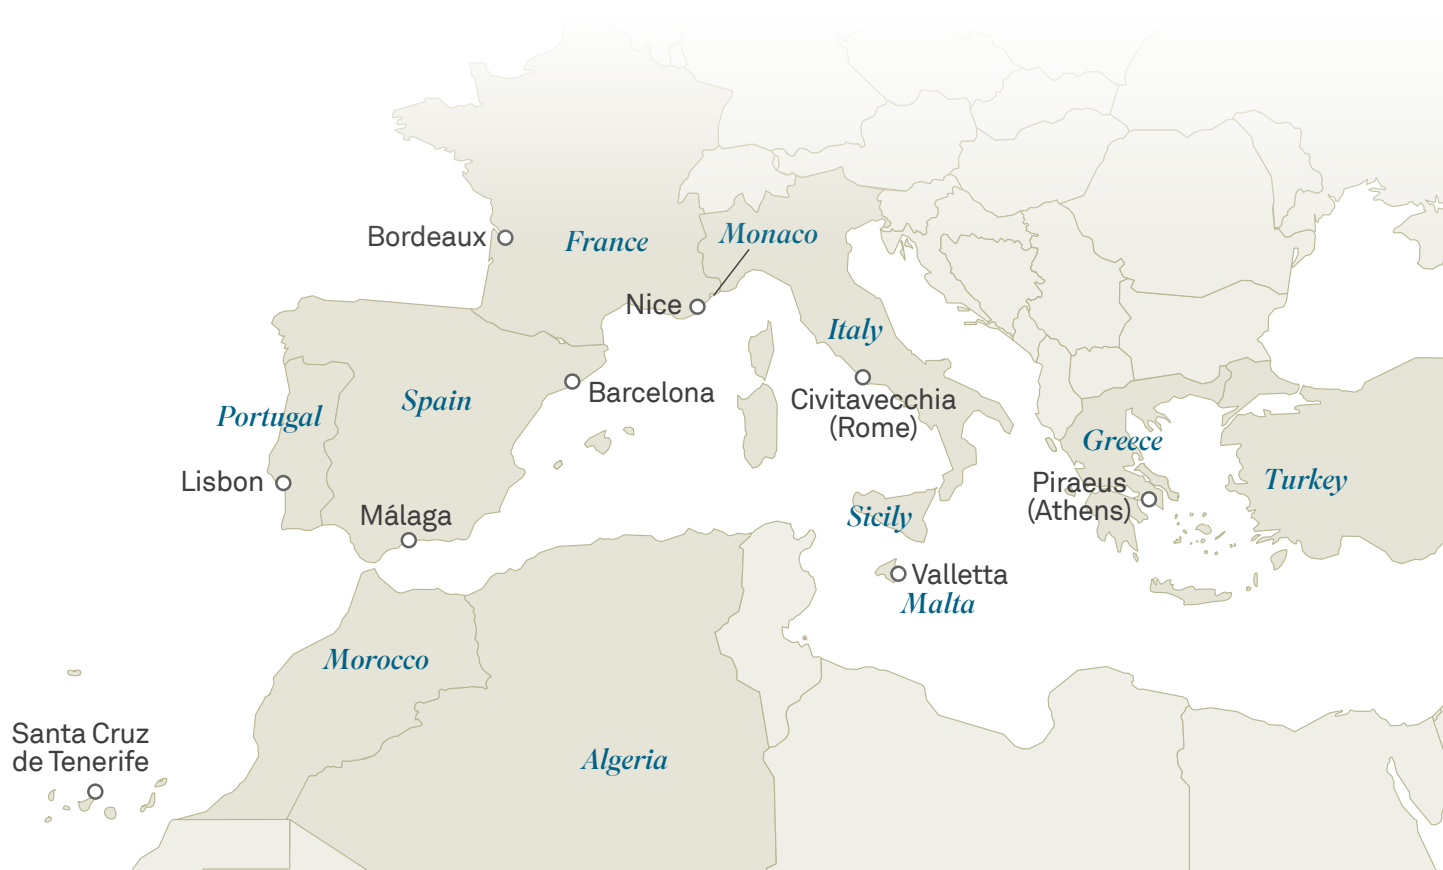 Monaco
Bordeaux
France
Nice
Italy
Barcelona
Civitavecchia
(Rome)
Spain
Portugal
Greece
Lisbon
Turkey
Piraeus
(Athens)
Málaga
Sicily
Valletta
Malta
Morocco
Santa Cruz
de Tenerife
Algeria